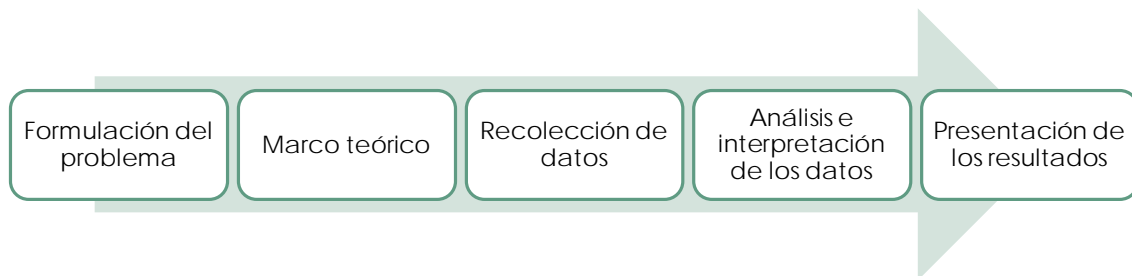 Formulación del
problema
Marco teórico
Recolección de
datos
Análisis e
interpretación
de los datos
Presentación de
los resultados